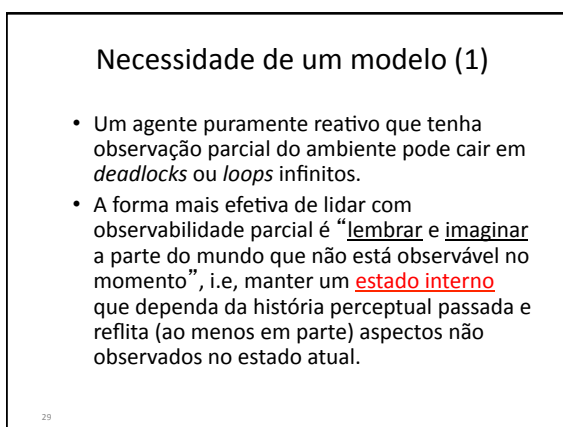 Necessidade de um modelo (1)
• Um agente puramente reativo que tenha
observação parcial do ambiente pode cair em
deadlocks ou loops infinitos.
• A forma mais efetiva de lidar com
observabilidade parcial é “lembrar e imaginar
a parte do mundo que não está observável no
momento”, i.e, manter um estado interno
que dependa da história perceptual passada e
reflita (ao menos em parte) aspectos não
observados no estado atual.
29